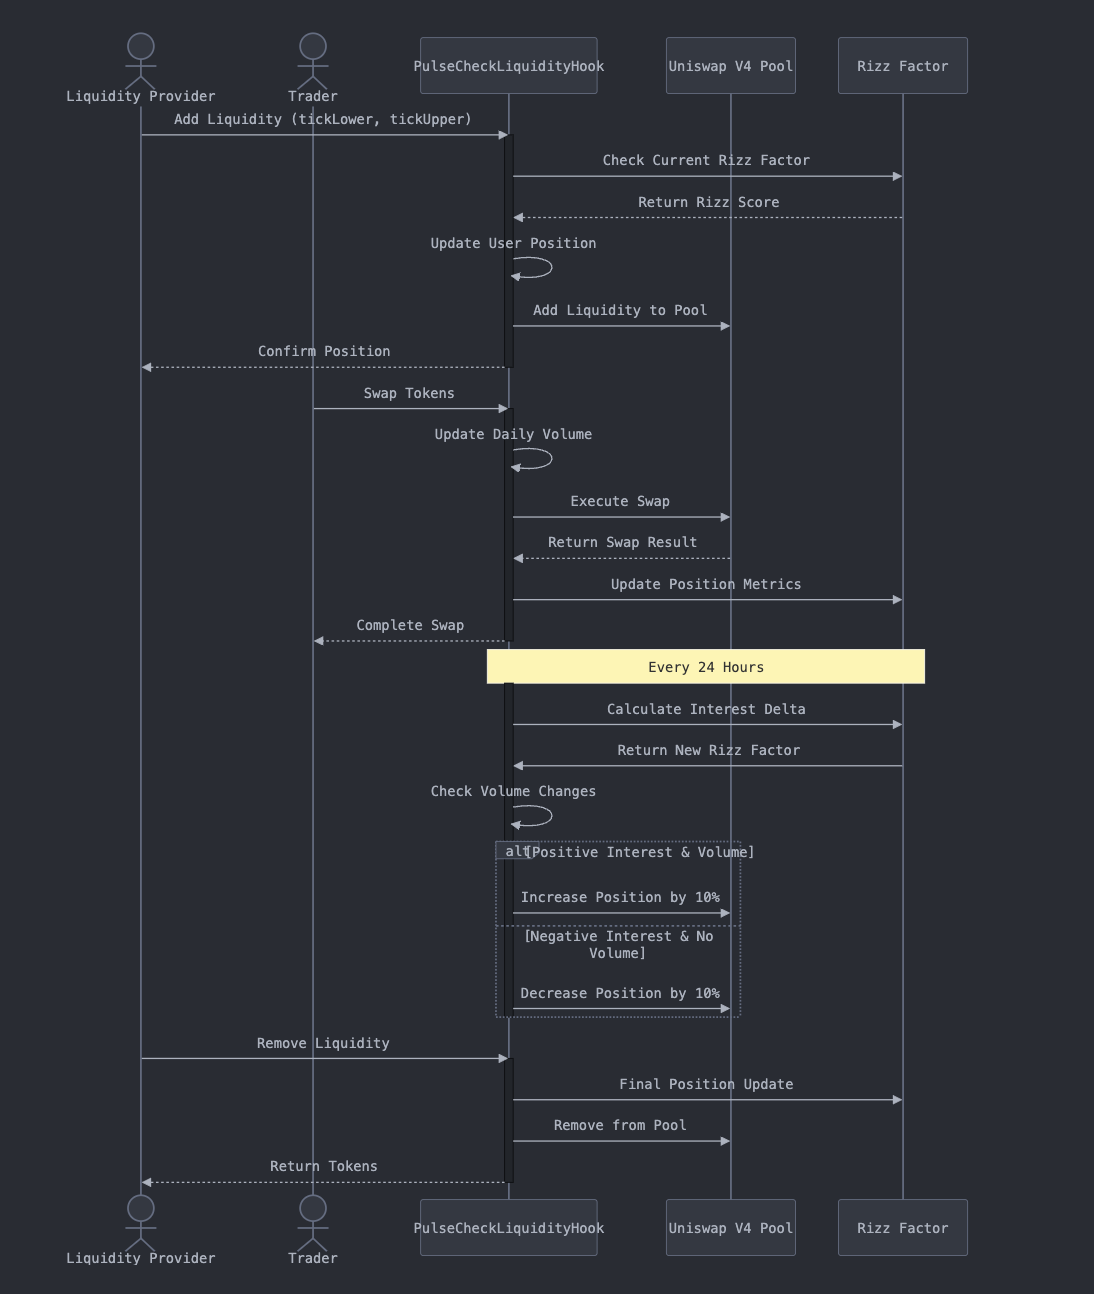 Liquidity Provider
Trader
PulseCheckLiquidityHook
Uniswap V4 Pool
Rizz Factor
Add Liquidity (tickLower, tickUpper)
Check Current Rizz Factor
Return Rizz Score
Update User Position
Add Liquidity to Pool
Confirm Position
Swap Tokens
Update Daily Volume
Execute Swap
Return Swap Result
Update Position Metrics
Complete Swap
Every 24 Hours
Calculate Interest Delta
Return New Rizz Factor
Check Volume Changes
alt
[Positive Interest & Volume]
Increase Position by 10%
[Negative Interest & No
Volume]
Decrease Position by 10%
Remove Liquidity
Final Position Update
Remove from Pool
Return Tokens
Liquidity Provider
Trader
PulseCheckLiquidityHook
Uniswap V4 Pool
Rizz Factor